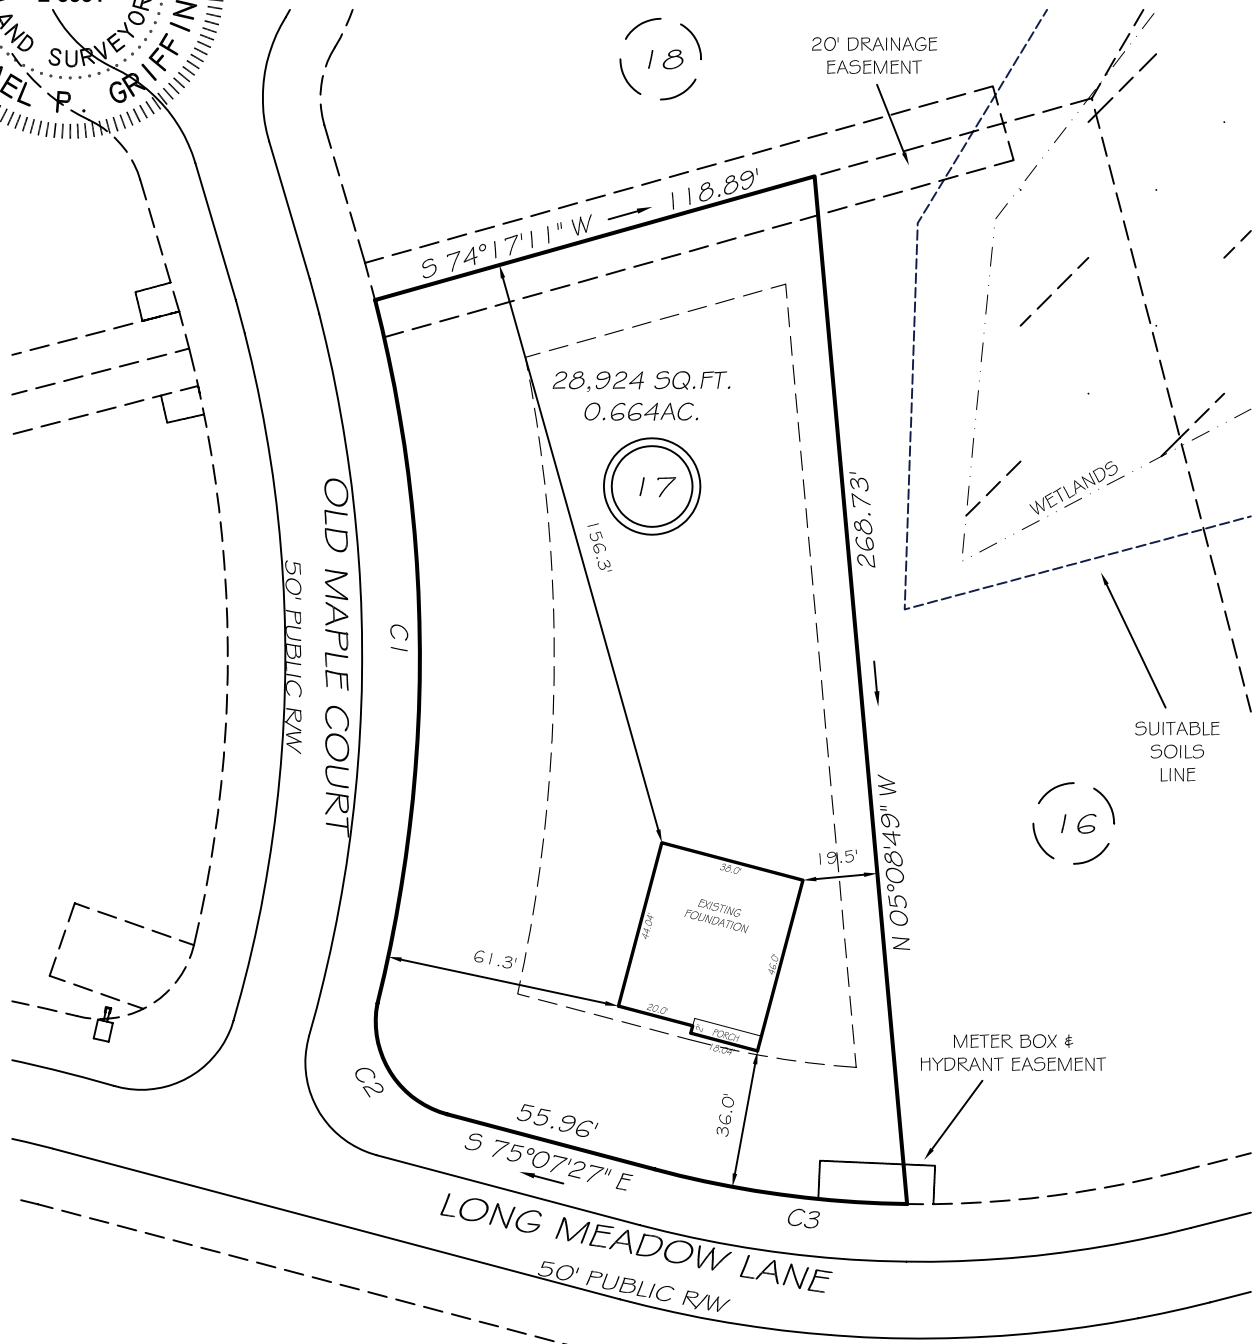 AND SURVEYOR
AEL P. GRIFFIN
18
20' DRAINAGE
EASEMENT
S 74°17'11" W
118.89'
28,924 SQ.FT.
0.664AC.
17
156.3'
268.73'
WETLANDS
OLD MAPLE COURT
50' PUBLIC R/W
C1
SUITABLE
SOILS
LINE
16
N 05°08'49" W
19.5'
38.0'
EXISTING
FOUNDATION
44.04'
46.0'
61.3'
20.0'
2
PORCH
18.04'
36.0'
METER BOX &
HYDRANT EASEMENT
C2
55.96'
S 75°07'27" E
C3
LONG MEADOW LANE
50' PUBLIC R/W